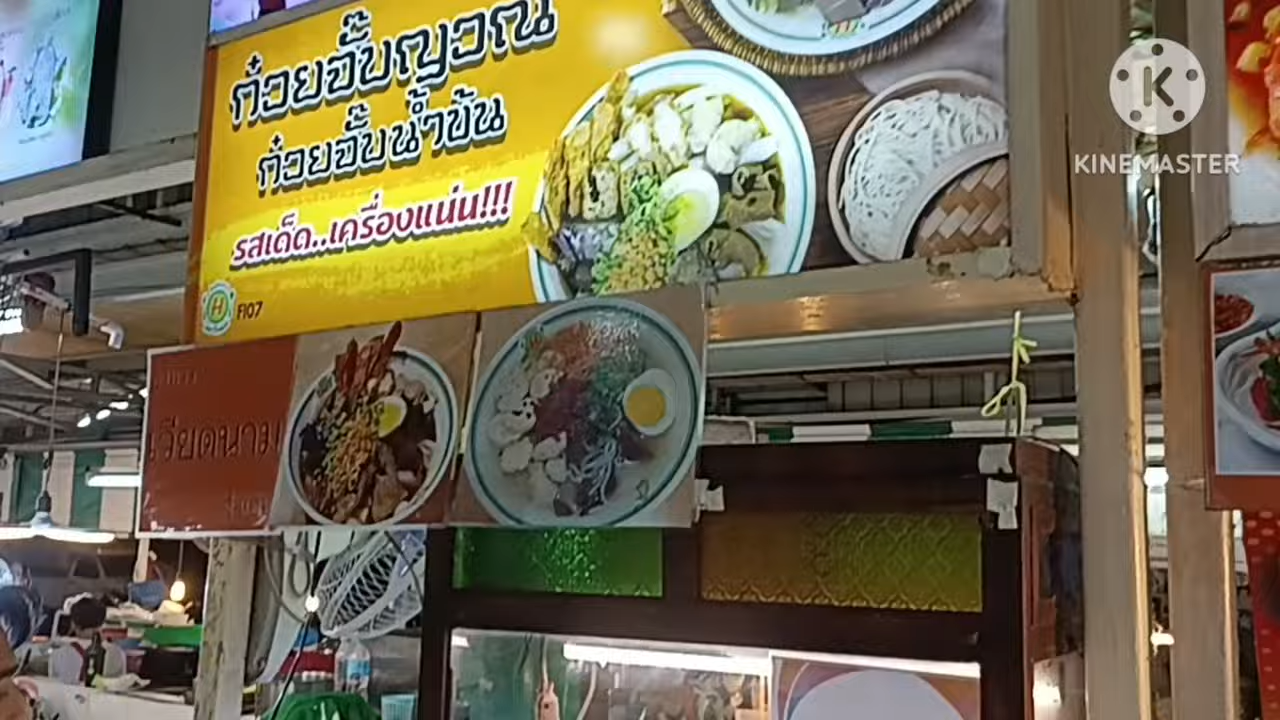 ก๋วยจั๊บญวณ
ก๋วยจั๊บน้ำข้น
รสเด็ด..เครื่องแน่น!!!
H FI07
เวียดนาม
K
KINEMASTER